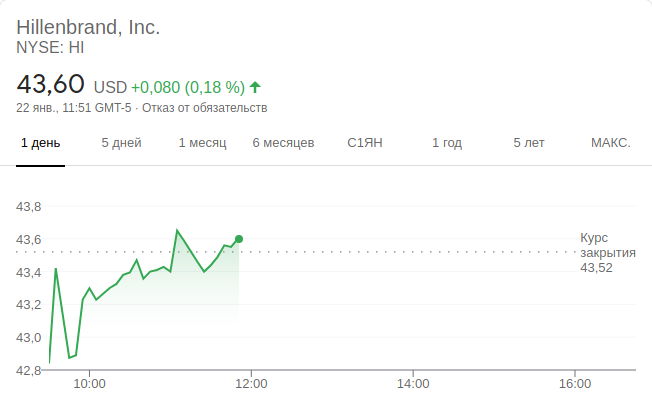 Hillenbrand, Inc.
NYSE: HI
43,60 USD +0,080 (0,18 %)
22 янв., 11:51 GMT-5 · Отказ от обязательств
1 день 5 дней 1 месяц 6 месяцев С1ЯН 1 год 5 лет МАКС.
43,8
43,6
43,4
43,2
43,0
42,8
Курс
закрытия
43,52
10:00 12:00 14:00 16:00